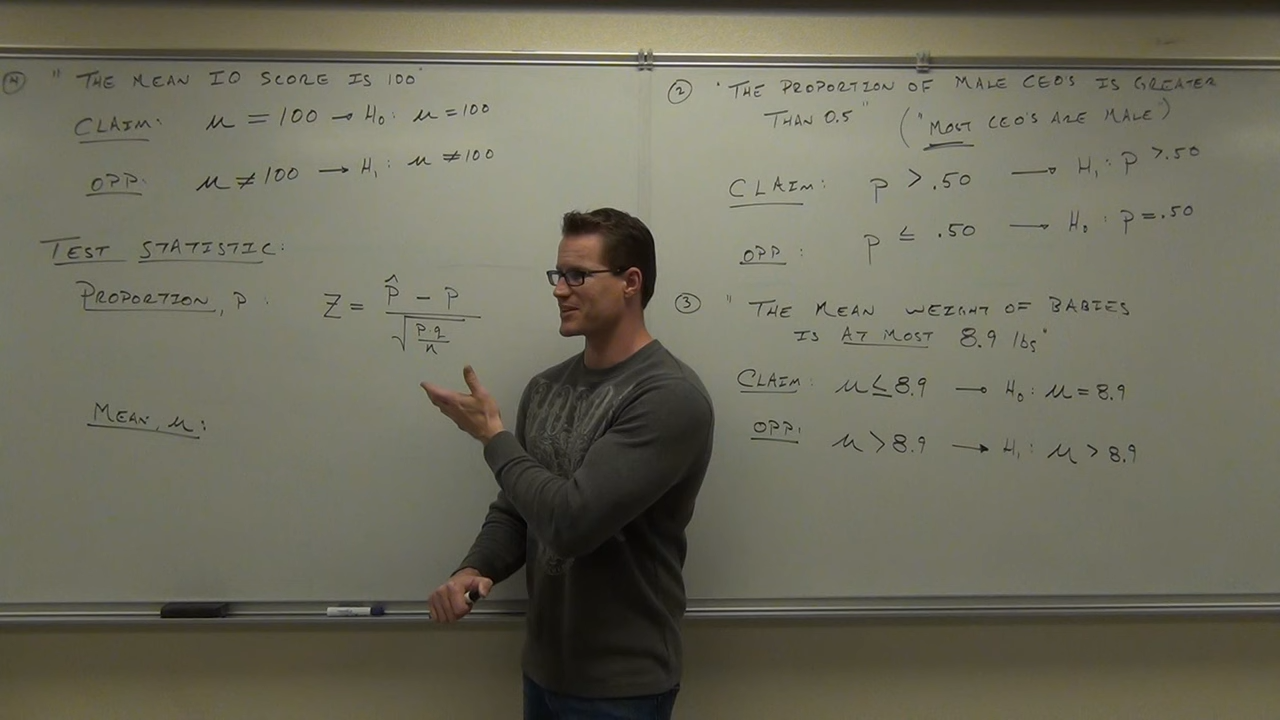 ④ " THE MEAN IQ SCORE IS 100"
CLAIM: μ = 100 → H₀: μ = 100
OPP: μ ≠ 100 → H₁: μ ≠ 100
TEST STATISTIC:
PROPORTION, P : Z = (p̂ - P) / √(p·q/n)
MEAN, μ:
② "THE PROPORTION OF MALE CEO'S IS GREATER
THAN 0.5" ("MOST CEO'S ARE MALE")
CLAIM: P > .50 → H₁: P > .50
OPP: P ≤ .50 → H₀: P = .50
③ "THE MEAN WEIGHT OF BABIES
IS AT MOST 8.9 lbs"
CLAIM: μ ≤ 8.9 → H₀: μ = 8.9
OPP: μ > 8.9 → H₁: μ > 8.9